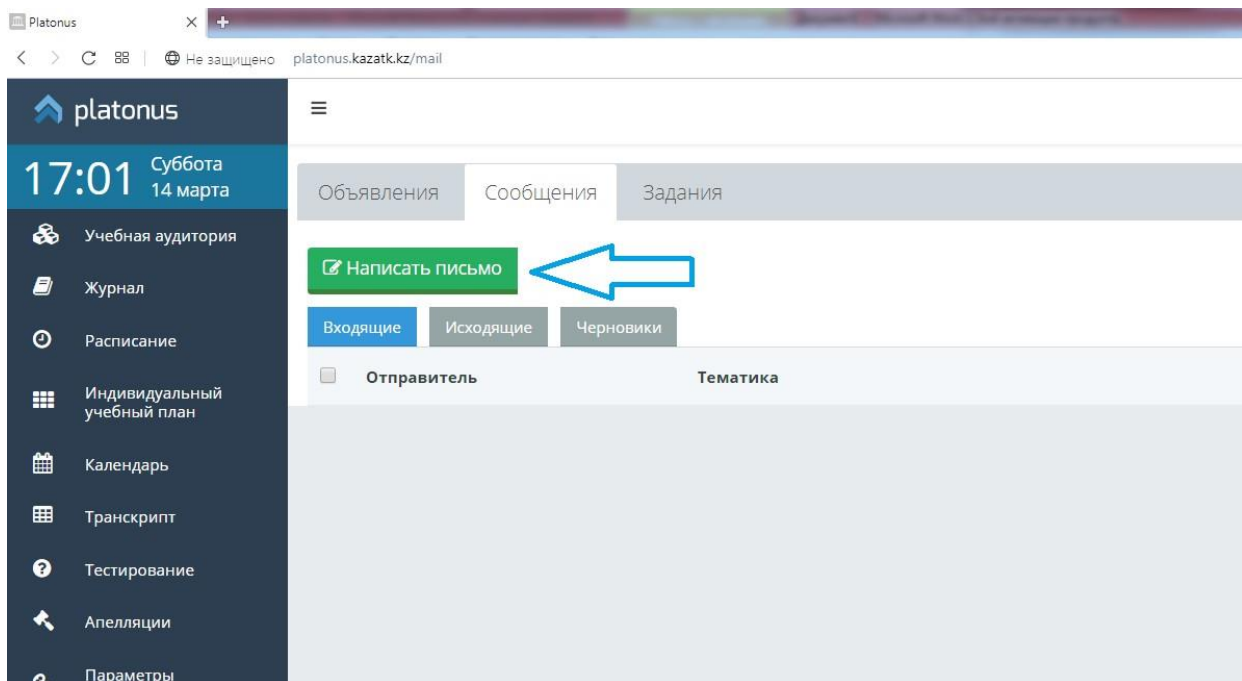 Platonus
Не защищено platonus.kazatk.kz/mail
platonus
17:01 Суббота
14 марта
Объявления Сообщения Задания
Учебная аудитория
Написать письмо
Журнал
Входящие Исходящие Черновики
Расписание
Отправитель Тематика
Индивидуальный
учебный план
Календарь
Транскрипт
Тестирование
Апелляции
Параметры